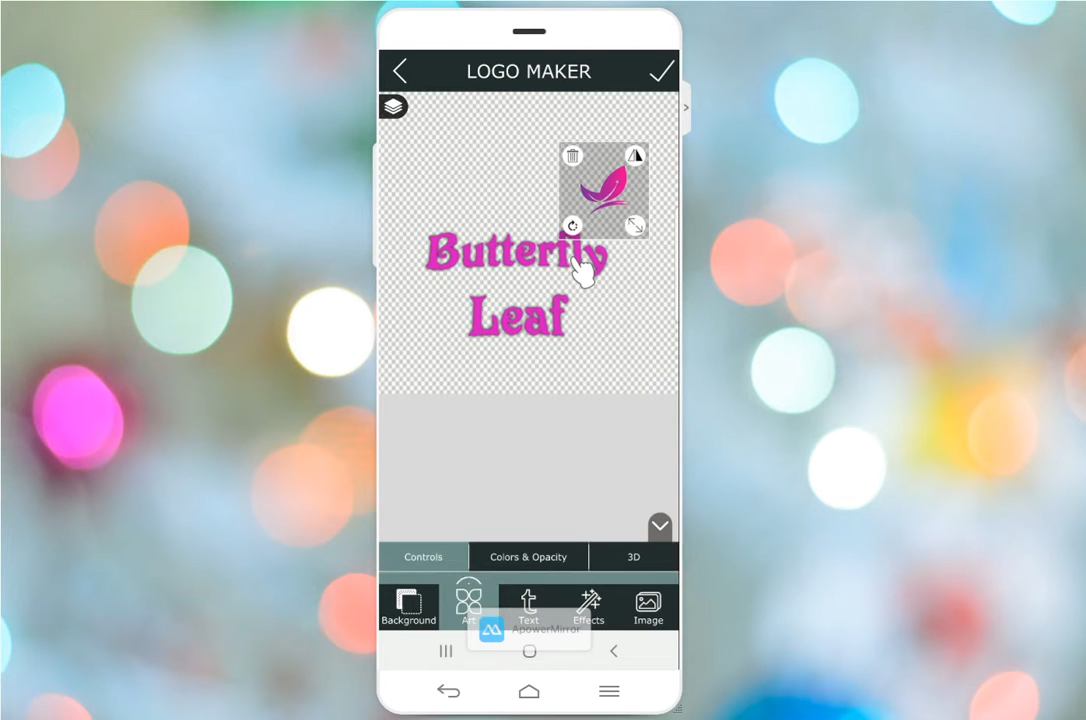 LOGO MAKER
Butterfly
Leaf
Controls
Colors & Opacity
3D
Background
Art
Text
Effects
Image
ApowerMirror